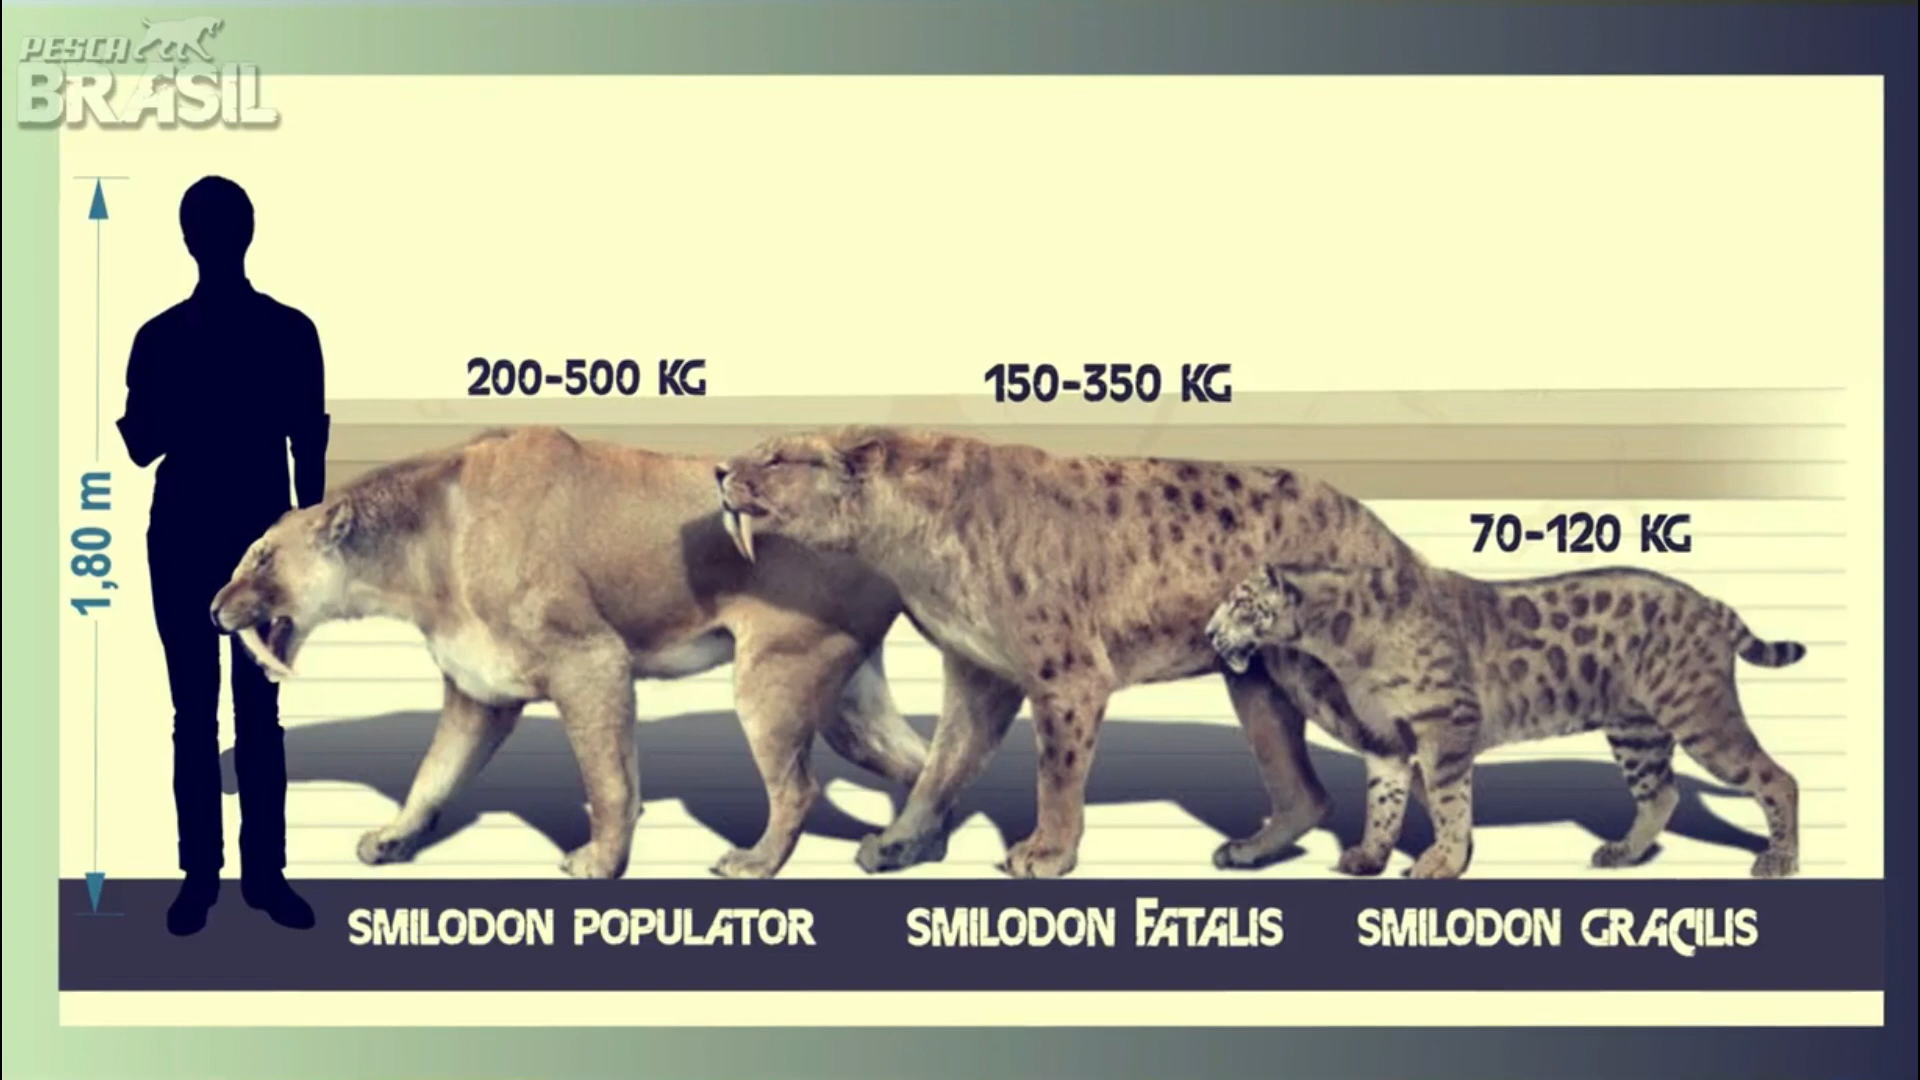 PESCA
BRASIL
200-500 KG
150-350 KG
70-120 KG
1,80 m
SMILODON POPULATOR
SMILODON FATALIS
SMILODON GRACILIS